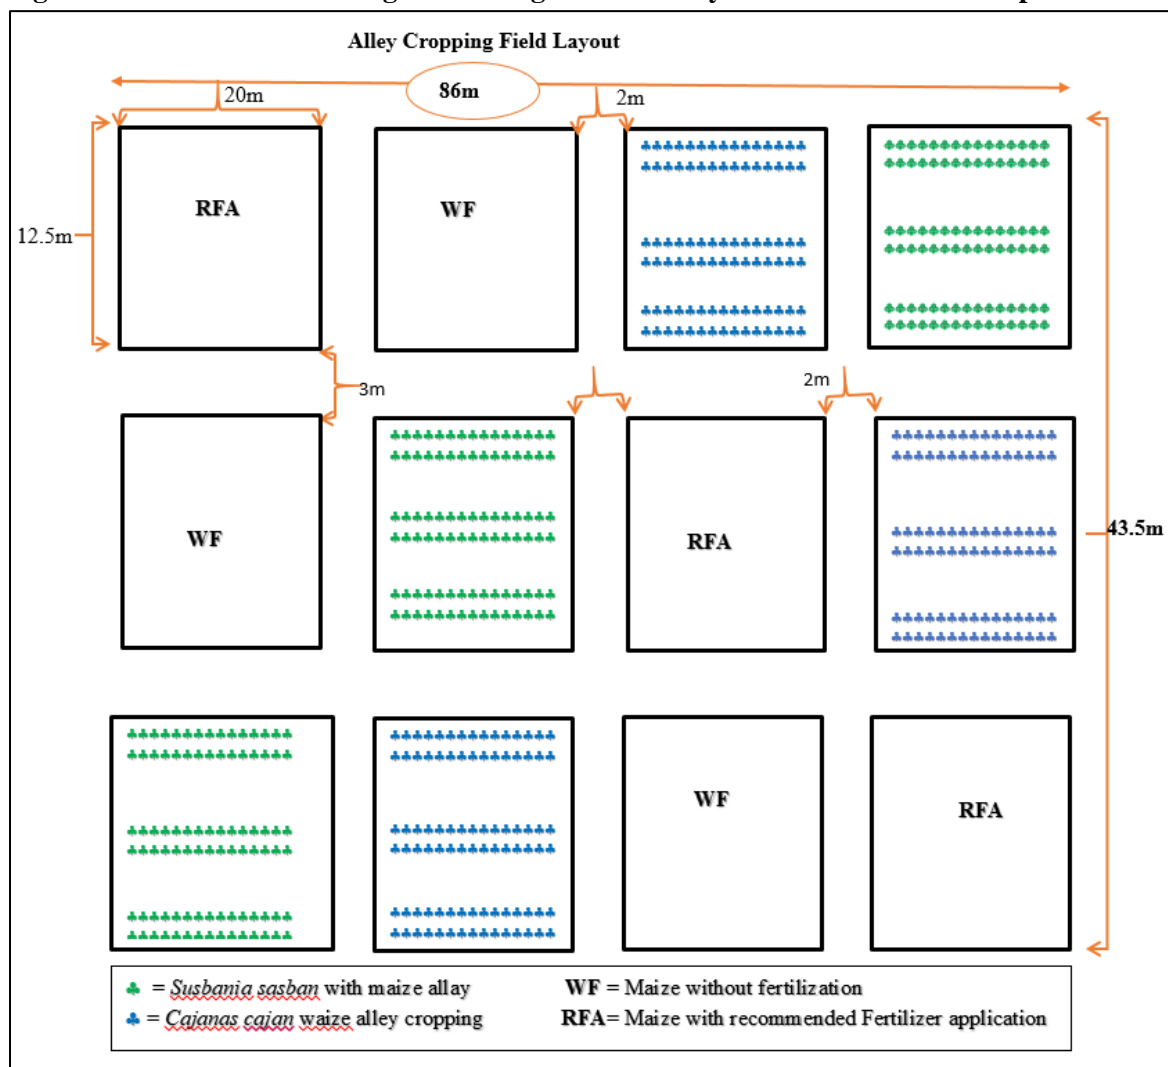 Alley Cropping Field Layout
86m
20m
2m
RFA
WF
12.5m
3m
2m
WF
RFA
43.5m
WF
RFA
= Susbania sasban with maize allay
WF = Maize without fertilization
= Cajanas cajan waize alley cropping
RFA= Maize with recommended Fertilizer application